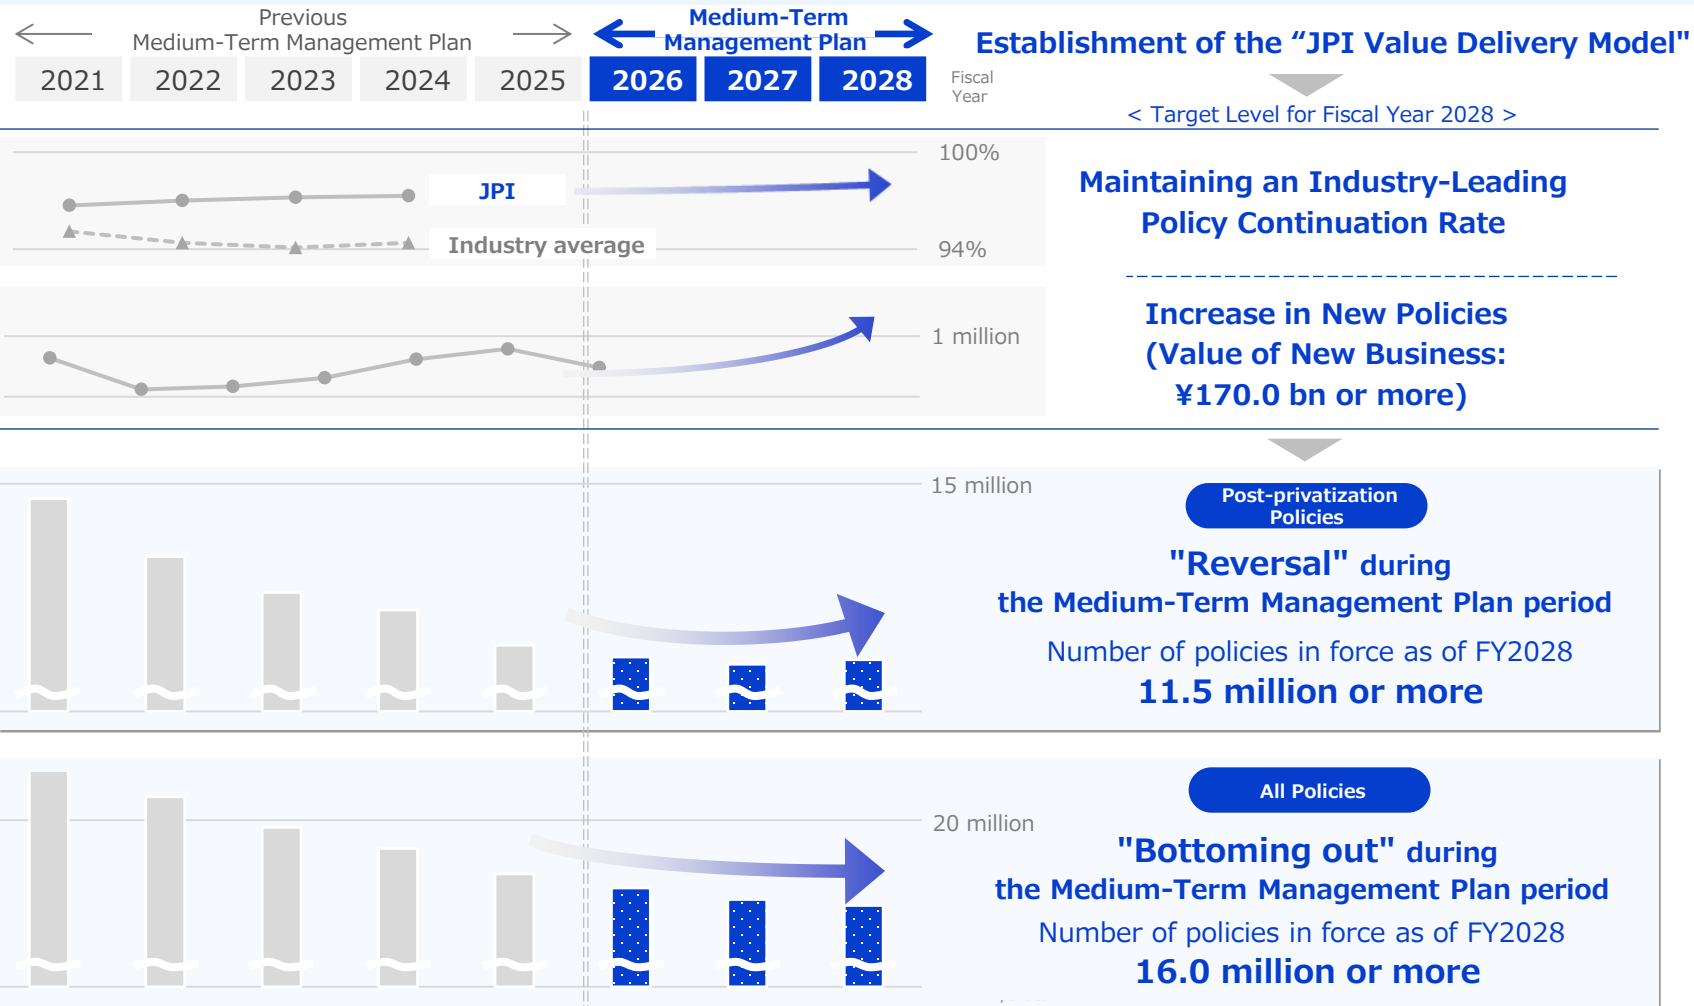 Previous
Medium-Term Management Plan
Medium-Term
Management Plan
Establishment of the “JPI Value Delivery Model"
2021 2022 2023 2024 2025 2026 2027 2028
Fiscal
Year
< Target Level for Fiscal Year 2028 >
100%
JPI
Industry average
94%
Maintaining an Industry-Leading
Policy Continuation Rate
1 million
Increase in New Policies
(Value of New Business:
¥170.0 bn or more)
15 million
Post-privatization
Policies
"Reversal" during
the Medium-Term Management Plan period
Number of policies in force as of FY2028
11.5 million or more
20 million
All Policies
"Bottoming out" during
the Medium-Term Management Plan period
Number of policies in force as of FY2028
16.0 million or more